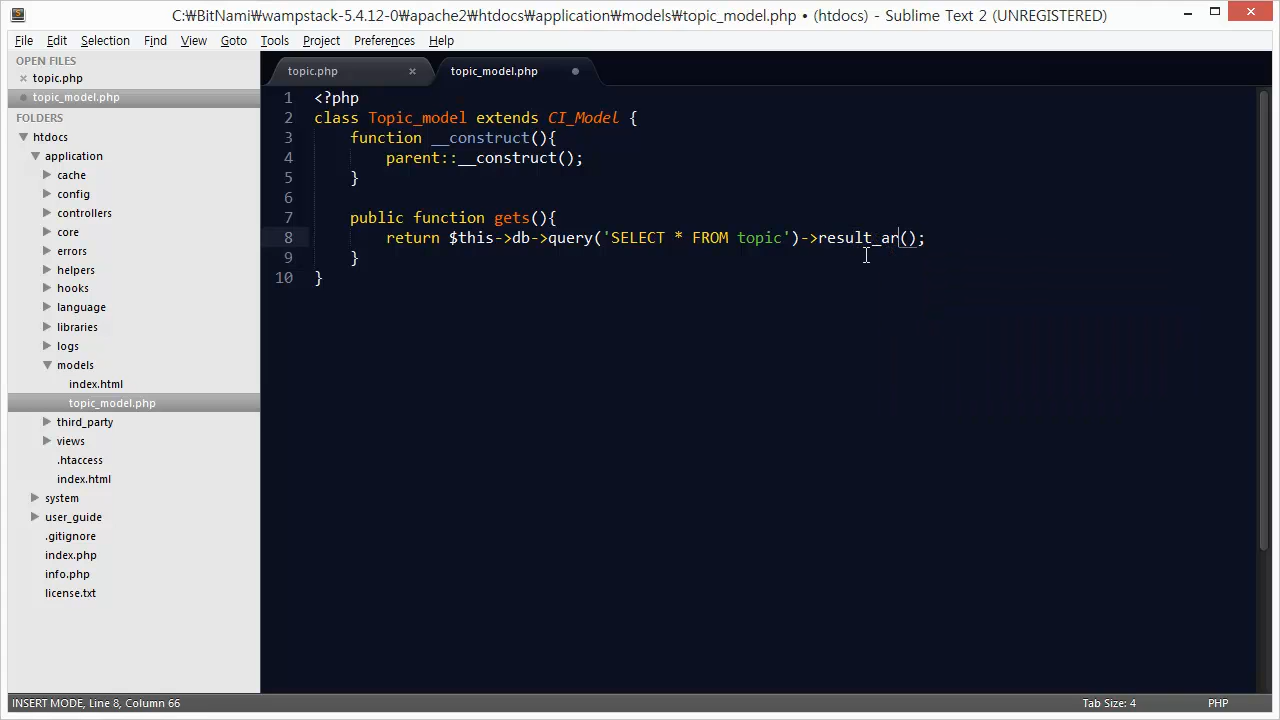 C:₩BitNami₩wampstack-5.4.12-0₩apache2₩htdocs₩application₩models₩topic_model.php • (htdocs) - Sublime Text 2 (UNREGISTERED)
File Edit Selection Find View Goto Tools Project Preferences Help
OPEN FILES
topic.php
topic_model.php
FOLDERS
htdocs
application
cache
config
controllers
core
errors
helpers
hooks
language
libraries
logs
models
index.html
topic_model.php
third_party
views
.htaccess
index.html
system
user_guide
.gitignore
index.php
info.php
license.txt
topic.php topic_model.php
1 <?php
2 class Topic_model extends CI_Model {
3 function __construct(){
4 parent::__construct();
5 }
6
7 public function gets(){
8 return $this->db->query('SELECT * FROM topic')->result_ar();
9 }
10 }
INSERT MODE, Line 8, Column 66 Tab Size: 4 PHP